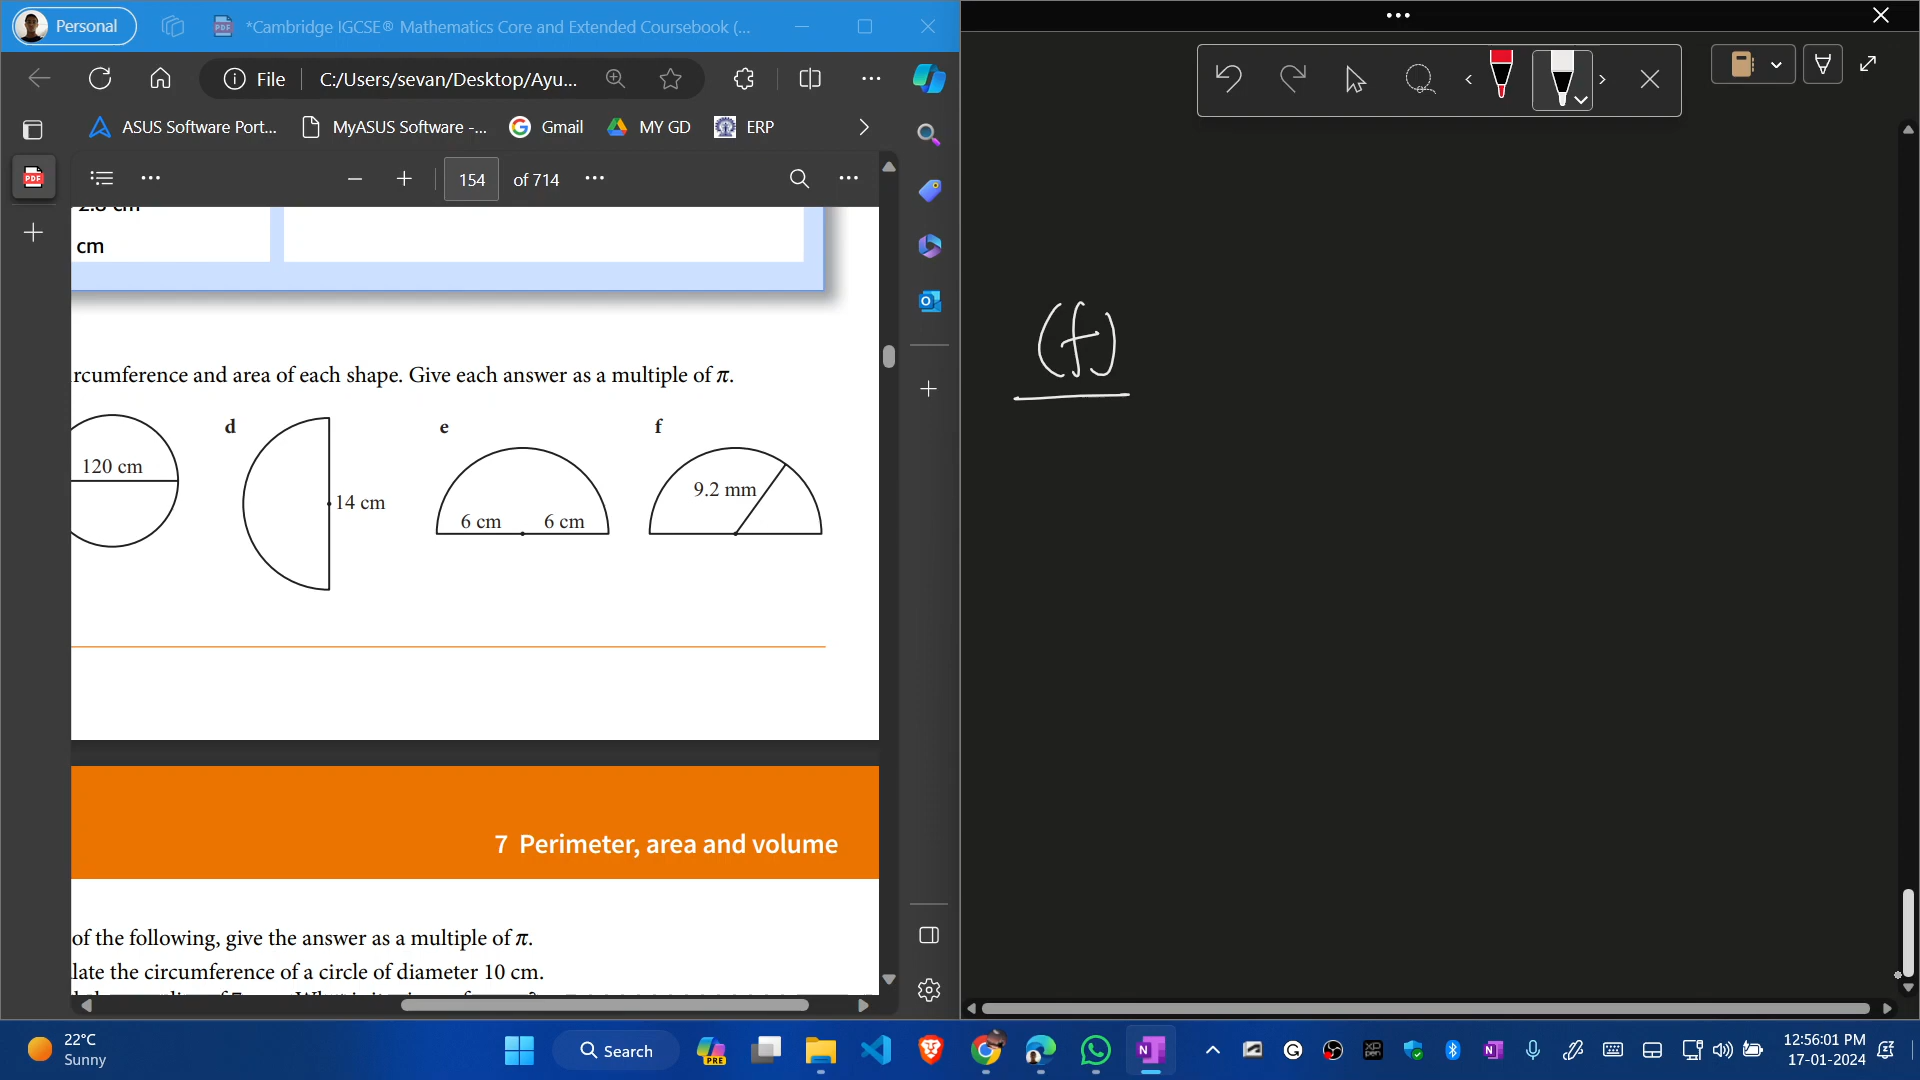 Personal
*Cambridge IGCSE® Mathematics Core and Extended Coursebook (...
File
C:/Users/sevan/Desktop/Ayu...
ASUS Software Port...
MyASUS Software -...
Gmail
MY GD
ERP
154
of 714
cm
rcumference and area of each shape. Give each answer as a multiple of π.
d
e
f
120 cm
14 cm
6 cm
6 cm
9.2 mm
7 Perimeter, area and volume
of the following, give the answer as a multiple of π.
late the circumference of a circle of diameter 10 cm.
(f)
22°C
Sunny
Search
PRE
12:56:01 PM
17-01-2024